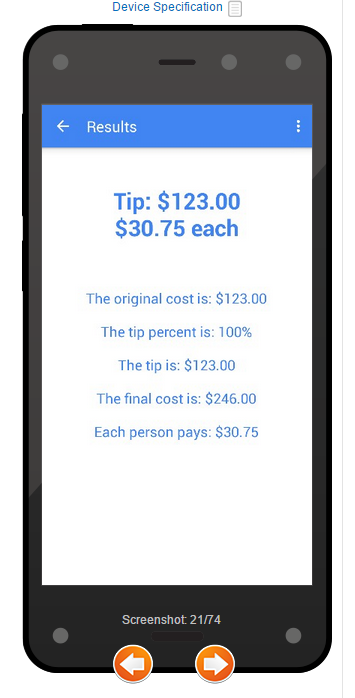 Device Specification
Results
Tip: $123.00
$30.75 each
The original cost is: $123.00
The tip percent is: 100%
The tip is: $123.00
The final cost is: $246.00
Each person pays: $30.75
Screenshot: 21/74